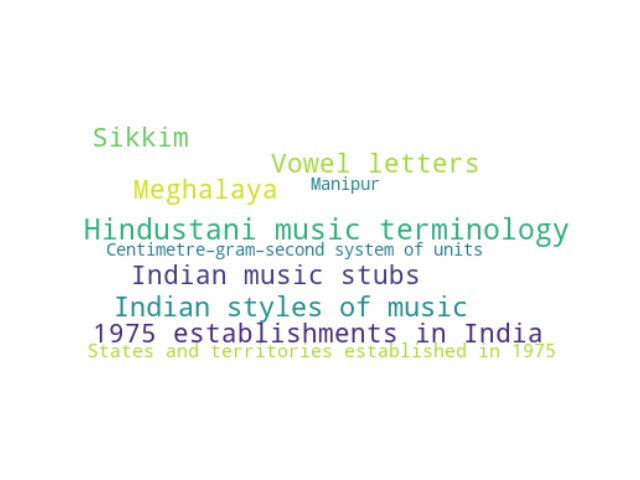 Sikkim
Vowel letters
Manipur
Meghalaya
Hindustani music terminology
Centimetre–gram–second system of units
Indian music stubs
Indian styles of music
1975 establishments in India
States and territories established in 1975